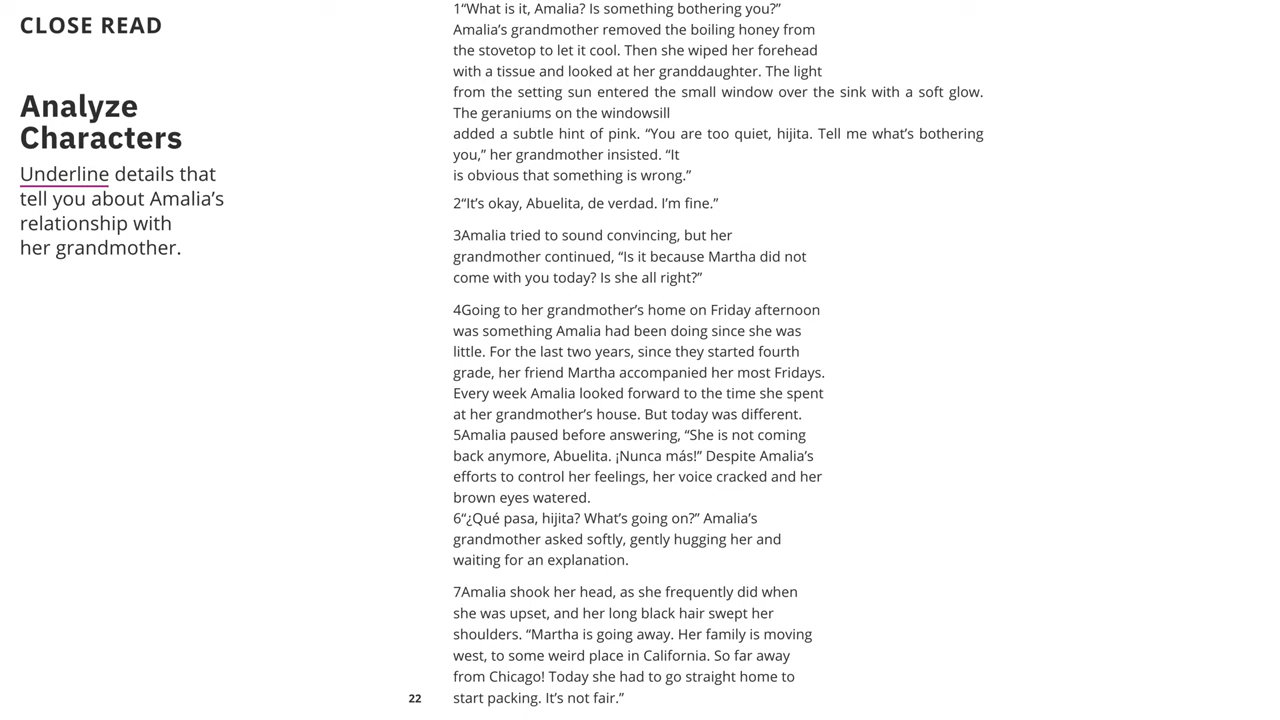 CLOSE READ
Analyze
Characters
Underline details that
tell you about Amalia’s
relationship with
her grandmother.
1“What is it, Amalia? Is something bothering you?”
Amalia’s grandmother removed the boiling honey from
the stovetop to let it cool. Then she wiped her forehead
with a tissue and looked at her granddaughter. The light
from the setting sun entered the small window over the sink with a soft glow.
The geraniums on the windowsill
added a subtle hint of pink. “You are too quiet, hijita. Tell me what’s bothering
you,” her grandmother insisted. “It
is obvious that something is wrong.”
2“It’s okay, Abuelita, de verdad. I’m fine.”
3Amalia tried to sound convincing, but her
grandmother continued, “Is it because Martha did not
come with you today? Is she all right?”
4Going to her grandmother’s home on Friday afternoon
was something Amalia had been doing since she was
little. For the last two years, since they started fourth
grade, her friend Martha accompanied her most Fridays.
Every week Amalia looked forward to the time she spent
at her grandmother’s house. But today was different.
5Amalia paused before answering, “She is not coming
back anymore, Abuelita. ¡Nunca más!” Despite Amalia’s
efforts to control her feelings, her voice cracked and her
brown eyes watered.
6“¿Qué pasa, hijita? What’s going on?” Amalia’s
grandmother asked softly, gently hugging her and
waiting for an explanation.
7Amalia shook her head, as she frequently did when
she was upset, and her long black hair swept her
shoulders. “Martha is going away. Her family is moving
west, to some weird place in California. So far away
from Chicago! Today she had to go straight home to
start packing. It’s not fair.”
22